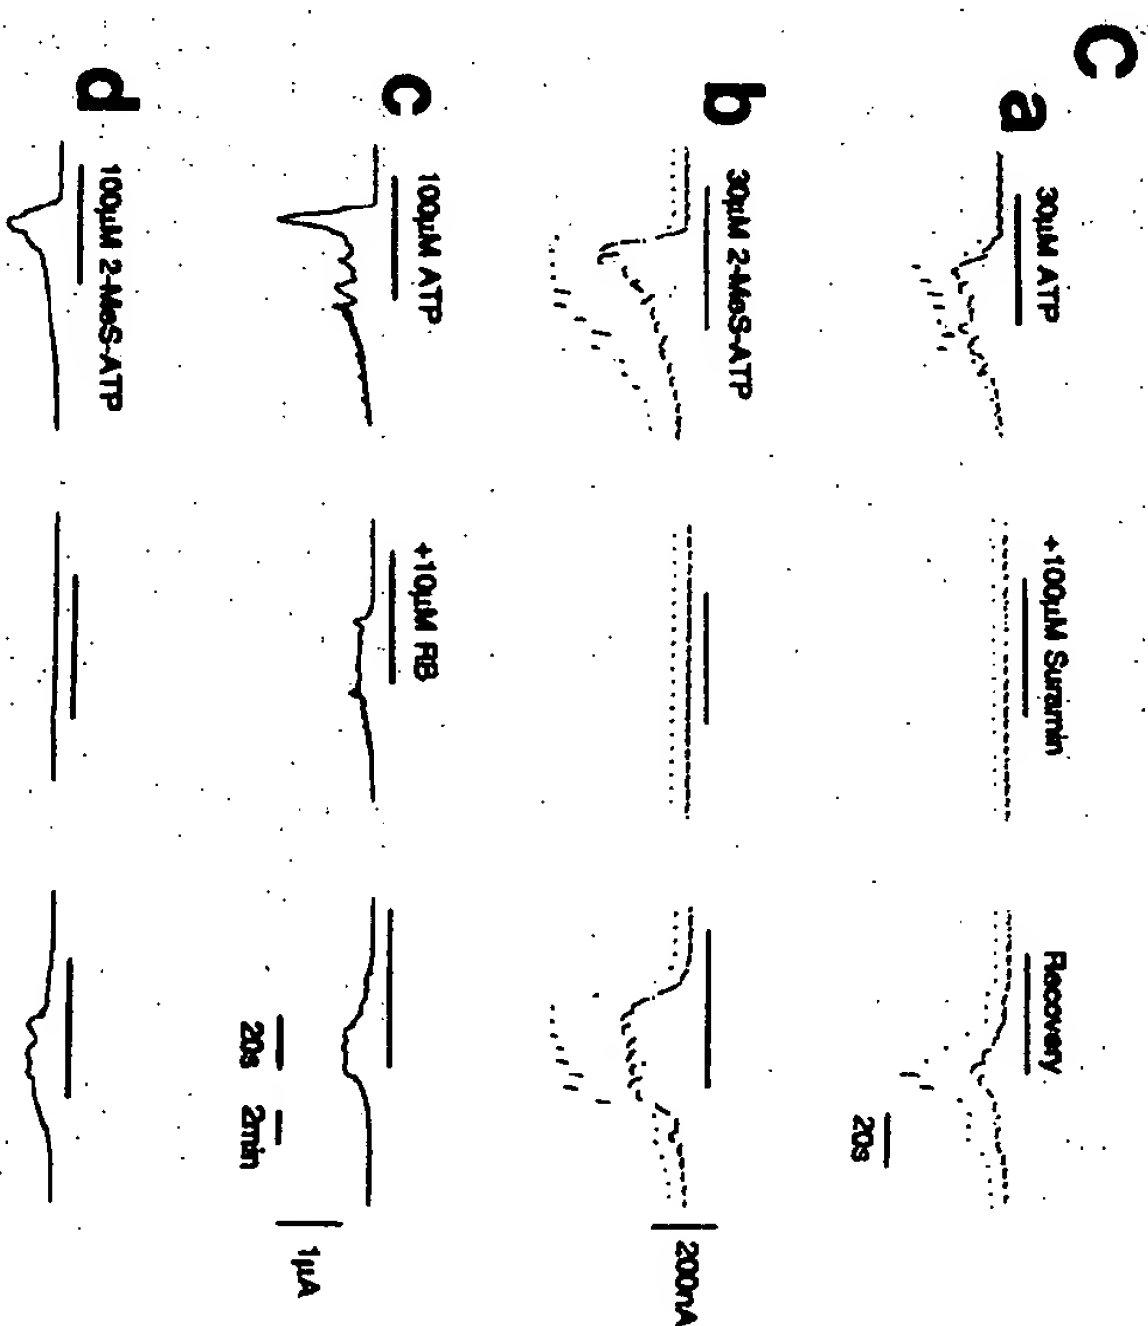 C
a
30µM ATP
+100µM Suramin
Recovery
20s
b
30µM 2-MeS-ATP
200nA
c
100µM ATP
+10µM RB
20s 2min
1µA
d
100µM 2-MeS-ATP